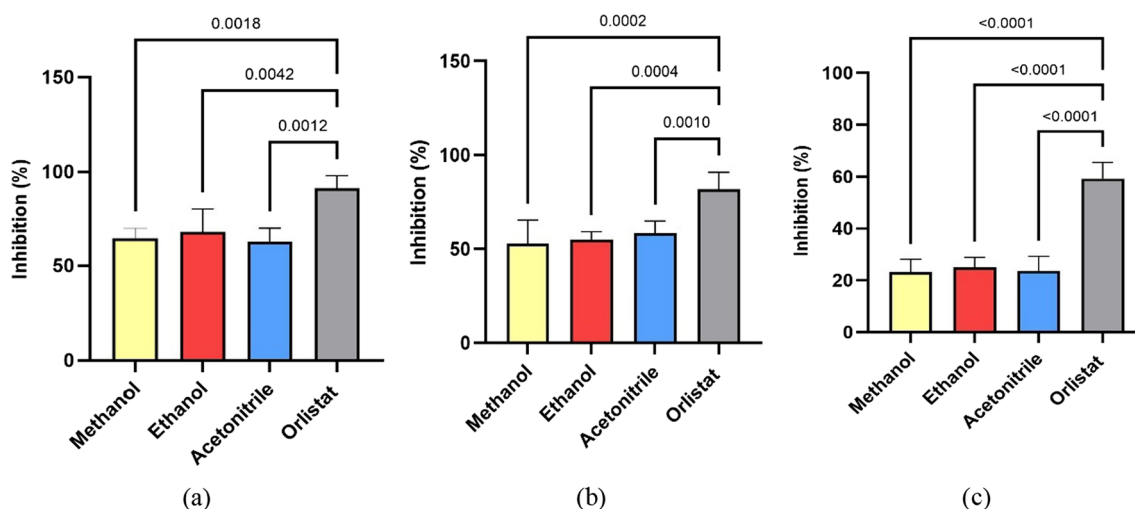 0.0018
0.0042
0.0012
150
100
50
0
Inhibition (%)
Methanol
Ethanol
Acetonitrile
Orlistat
(a)
0.0002
0.0004
0.0010
150
100
50
0
Inhibition (%)
Methanol
Ethanol
Acetonitrile
Orlistat
(b)
<0.0001
<0.0001
<0.0001
100
80
60
40
20
0
Inhibition (%)
Methanol
Ethanol
Acetonitrile
Orlistat
(c)